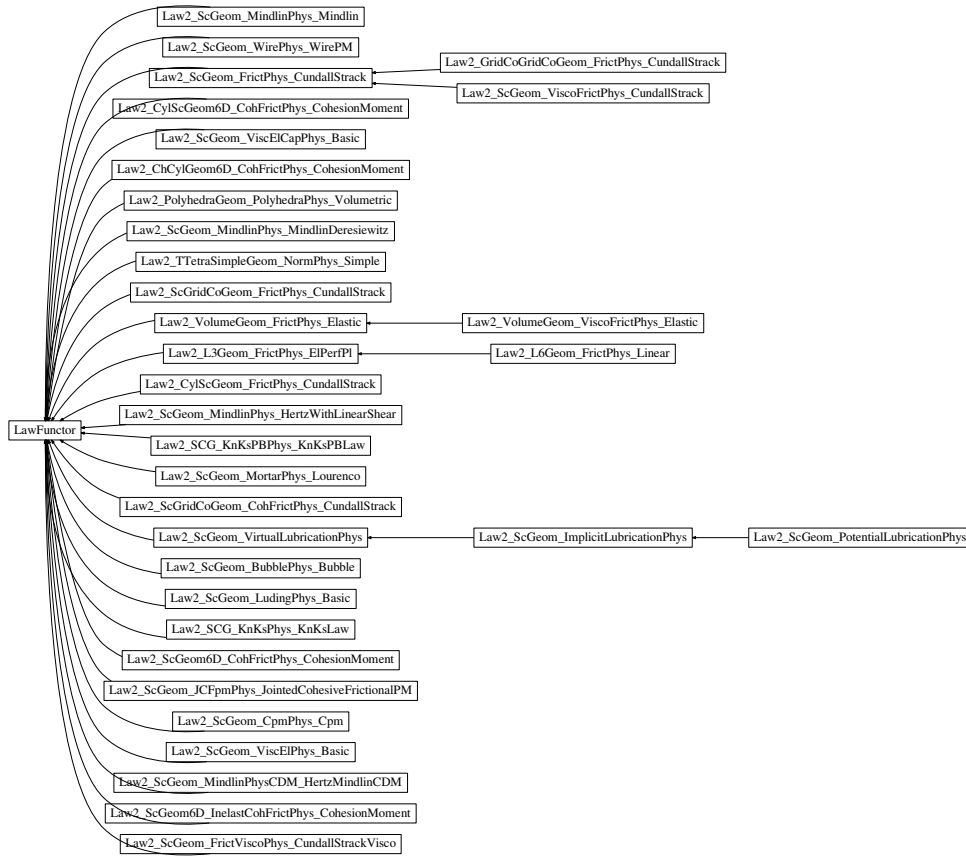 Law2_ScGeom_MindlinPhys_Mindlin
Law2_ScGeom_WirePhys_WirePM
Law2_GridCoGridCoGeom_FrictPhys_CundallStrack
Law2_ScGeom_FrictPhys_CundallStrack
Law2_ScGeom_ViscoFrictPhys_CundallStrack
Law2_CylScGeom6D_CohFrictPhys_CohesionMoment
Law2_ScGeom_ViscElCapPhys_Basic
Law2_ChCylGeom6D_CohFrictPhys_CohesionMoment
Law2_PolyhedraGeom_PolyhedraPhys_Volumetric
Law2_ScGeom_MindlinPhys_MindlinDeresiewitz
Law2_TTetraSimpleGeom_NormPhys_Simple
Law2_ScGridCoGeom_FrictPhys_CundallStrack
Law2_VolumeGeom_FrictPhys_Elastic
Law2_VolumeGeom_ViscoFrictPhys_Elastic
Law2_L3Geom_FrictPhys_ElPerfPl
Law2_L6Geom_FrictPhys_Linear
Law2_CylScGeom_FrictPhys_CundallStrack
Law2_ScGeom_MindlinPhys_HertzWithLinearShear
LawFunctor
Law2_SCG_KnKsPBPhys_KnKsPBLaw
Law2_ScGeom_MortarPhys_Lourenco
Law2_ScGridCoGeom_CohFrictPhys_CundallStrack
Law2_ScGeom_VirtualLubricationPhys
Law2_ScGeom_ImplicitLubricationPhys
Law2_ScGeom_PotentialLubricationPhys
Law2_ScGeom_BubblePhys_Bubble
Law2_ScGeom_LudingPhys_Basic
Law2_SCG_KnKsPhys_KnKsLaw
Law2_ScGeom6D_CohFrictPhys_CohesionMoment
Law2_ScGeom_JCFpmPhys_JointedCohesiveFrictionalPM
Law2_ScGeom_CpmPhys_Cpm
Law2_ScGeom_ViscElPhys_Basic
Law2_ScGeom_MindlinPhysCDM_HertzMindlinCDM
Law2_ScGeom6D_InelastCohFrictPhys_CohesionMoment
Law2_ScGeom_FrictViscoPhys_CundallStrackVisco